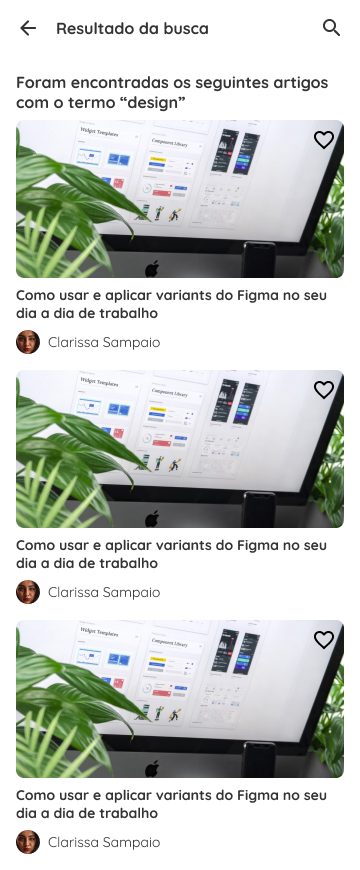 Resultado da busca
Foram encontradas os seguintes artigos
com o termo “design”
Widget Templates
Component Library
Como usar e aplicar variants do Figma no seu
dia a dia de trabalho
Clarissa Sampaio
Widget Templates
Component Library
Como usar e aplicar variants do Figma no seu
dia a dia de trabalho
Clarissa Sampaio
Widget Templates
Component Library
Como usar e aplicar variants do Figma no seu
dia a dia de trabalho
Clarissa Sampaio